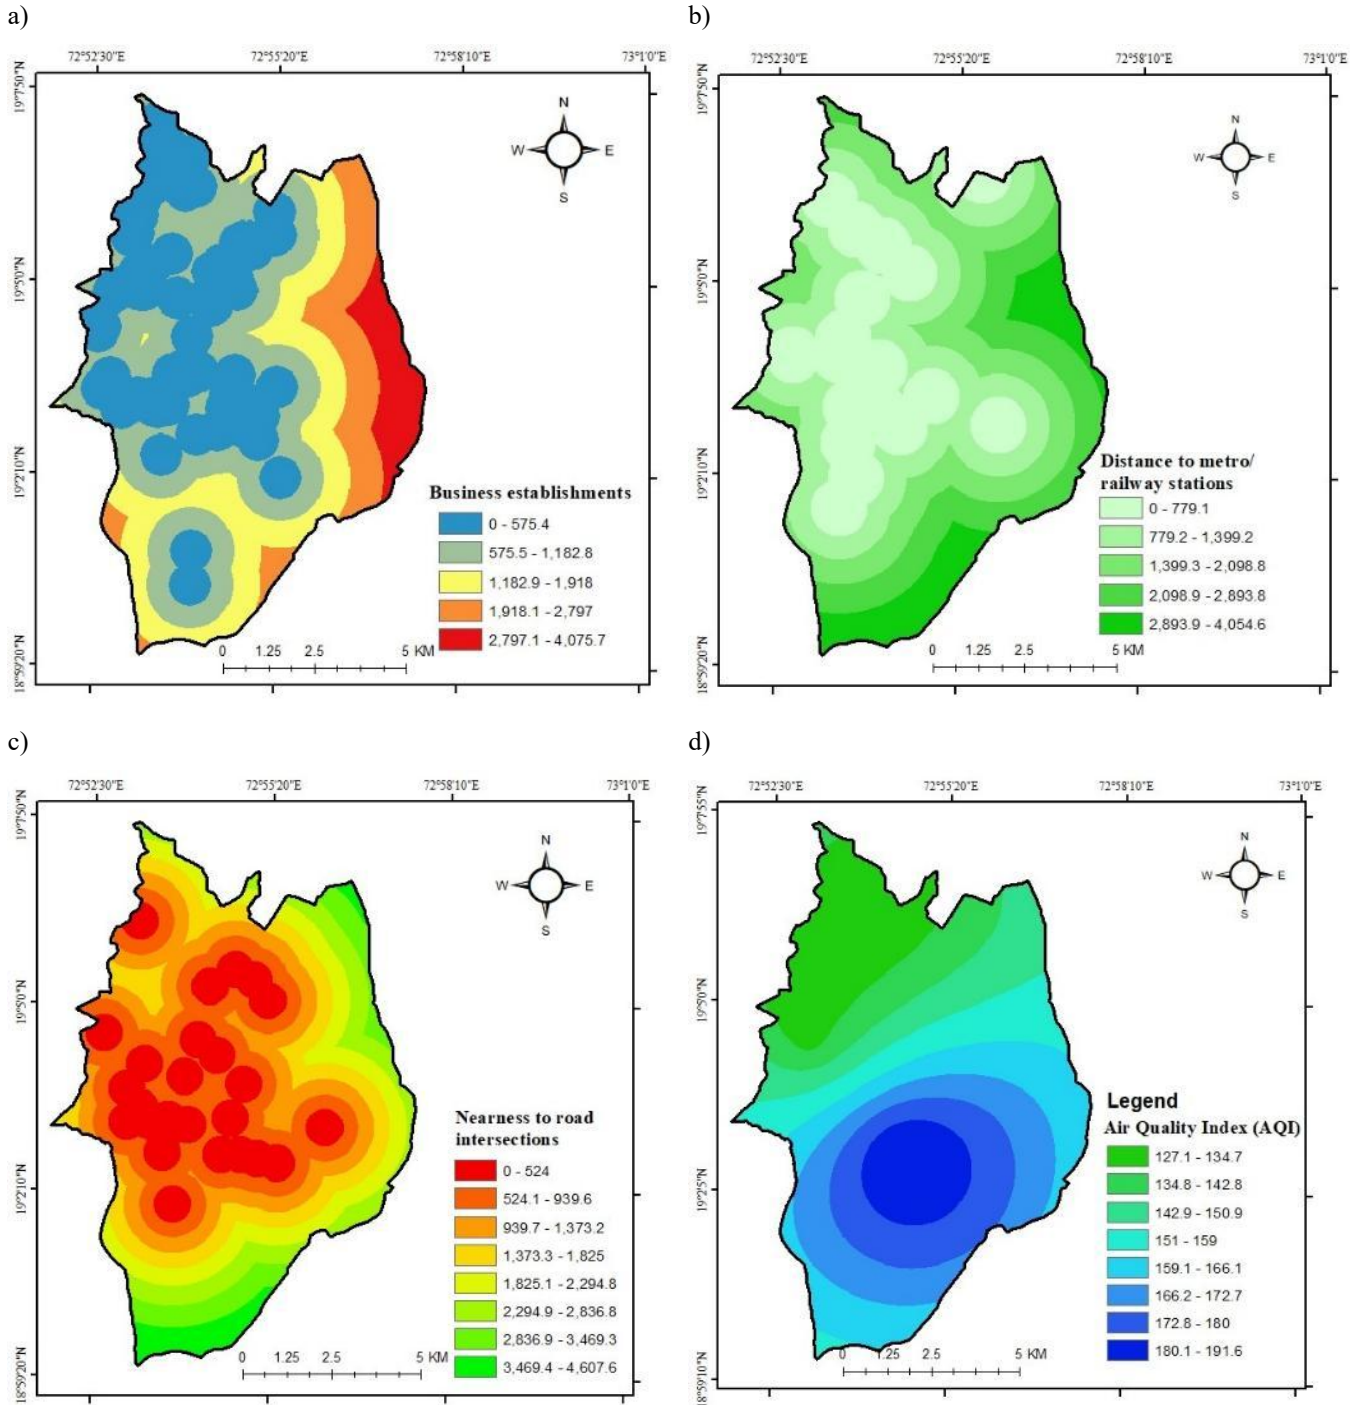 a)
72°52'30"E 72°55'20"E 72°58'10"E 73°1'0"E
19°7'50"N
19°5'0"N
19°2'10"N
18°59'20"N
N
W E
S
Business establishments
0 - 575.4
575.5 - 1,182.8
1,182.9 - 1,918
1,918.1 - 2,797
2,797.1 - 4,075.7
0 1.25 2.5 5 KM
b)
72°52'30"E 72°55'20"E 72°58'10"E 73°1'0"E
19°7'50"N
19°5'0"N
19°2'10"N
18°59'20"N
N
W E
S
Distance to metro/
railway stations
0 - 779.1
779.2 - 1,399.2
1,399.3 - 2,098.8
2,098.9 - 2,893.8
2,893.9 - 4,054.6
0 1.25 2.5 5 KM
c)
72°52'30"E 72°55'20"E 72°58'10"E 73°1'0"E
19°7'50"N
19°5'0"N
19°2'10"N
18°59'20"N
N
W E
S
Nearness to road
intersections
0 - 524
524.1 - 939.6
939.7 - 1,373.2
1,373.3 - 1,825
1,825.1 - 2,294.8
2,294.9 - 2,836.8
2,836.9 - 3,469.3
3,469.4 - 4,607.6
0 1.25 2.5 5 KM
d)
72°52'30"E 72°55'20"E 72°58'10"E 73°1'0"E
19°7'55"N
19°5'0"N
19°2'5"N
18°59'10"N
N
W E
S
Legend
Air Quality Index (AQI)
127.1 - 134.7
134.8 - 142.8
142.9 - 150.9
151 - 159
159.1 - 166.1
166.2 - 172.7
172.8 - 180
180.1 - 191.6
0 1.25 2.5 5 KM